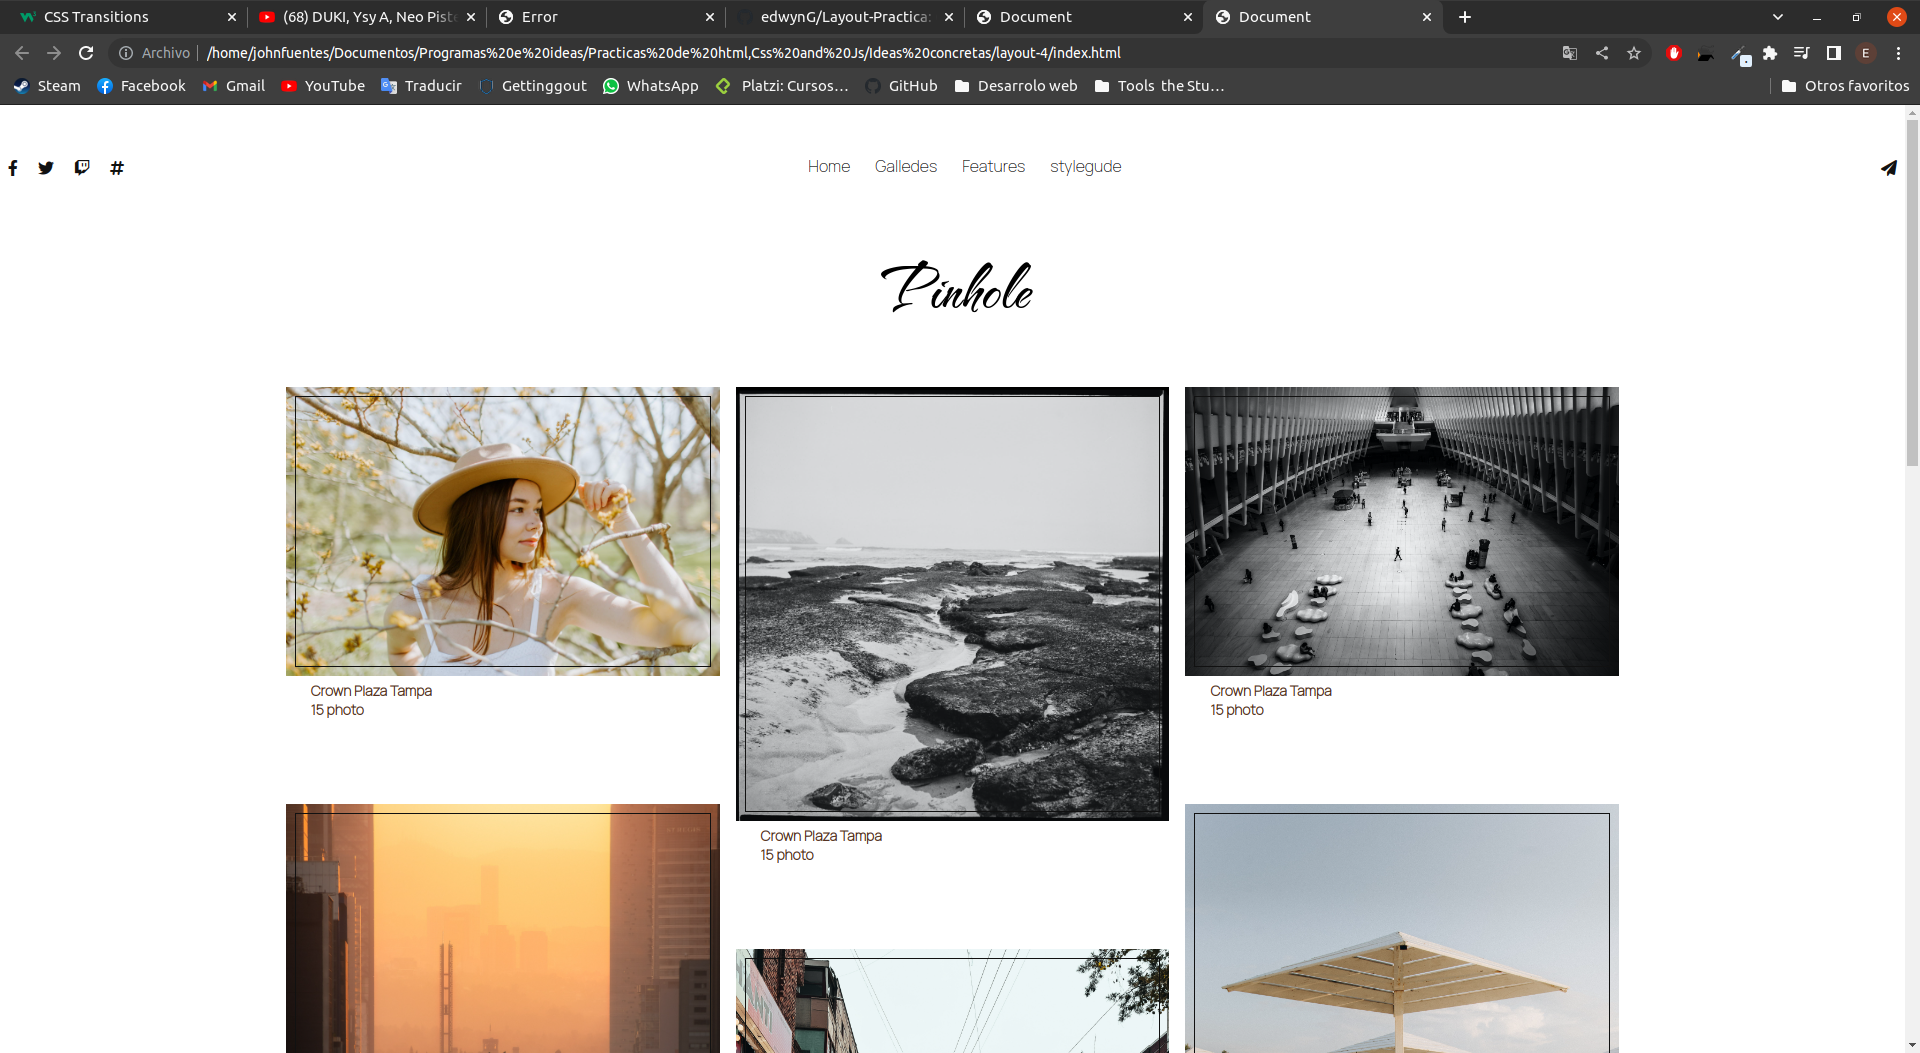 CSS Transitions
(68) DUKI, Ysy A, Neo Piste
Error
edwynG/Layout-Practica:
Document
Document
Archivo
/home/johnfuentes/Documentos/Programas%20e%20ideas/Practicas%20de%20html,Css%20and%20Js/Ideas%20concretas/layout-4/index.html
E
Steam
Facebook
Gmail
YouTube
Traducir
Gettinggout
WhatsApp
Platzi: Cursos...
GitHub
Desarrolo web
Tools the Stu...
Otros favoritos
Home
Galledes
Features
stylegude
Pinhole
Crown Plaza Tampa
15 photo
Crown Plaza Tampa
15 photo
Crown Plaza Tampa
15 photo